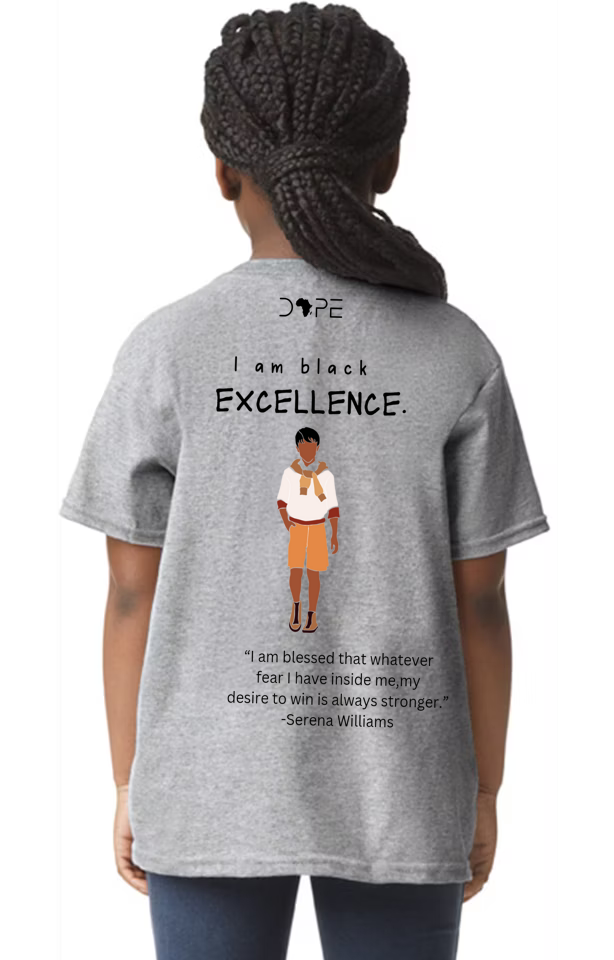 DOPE
I am black
EXCELLENCE.
“I am blessed that whatever
fear I have inside me,my
desire to win is always stronger.”
-Serena Williams